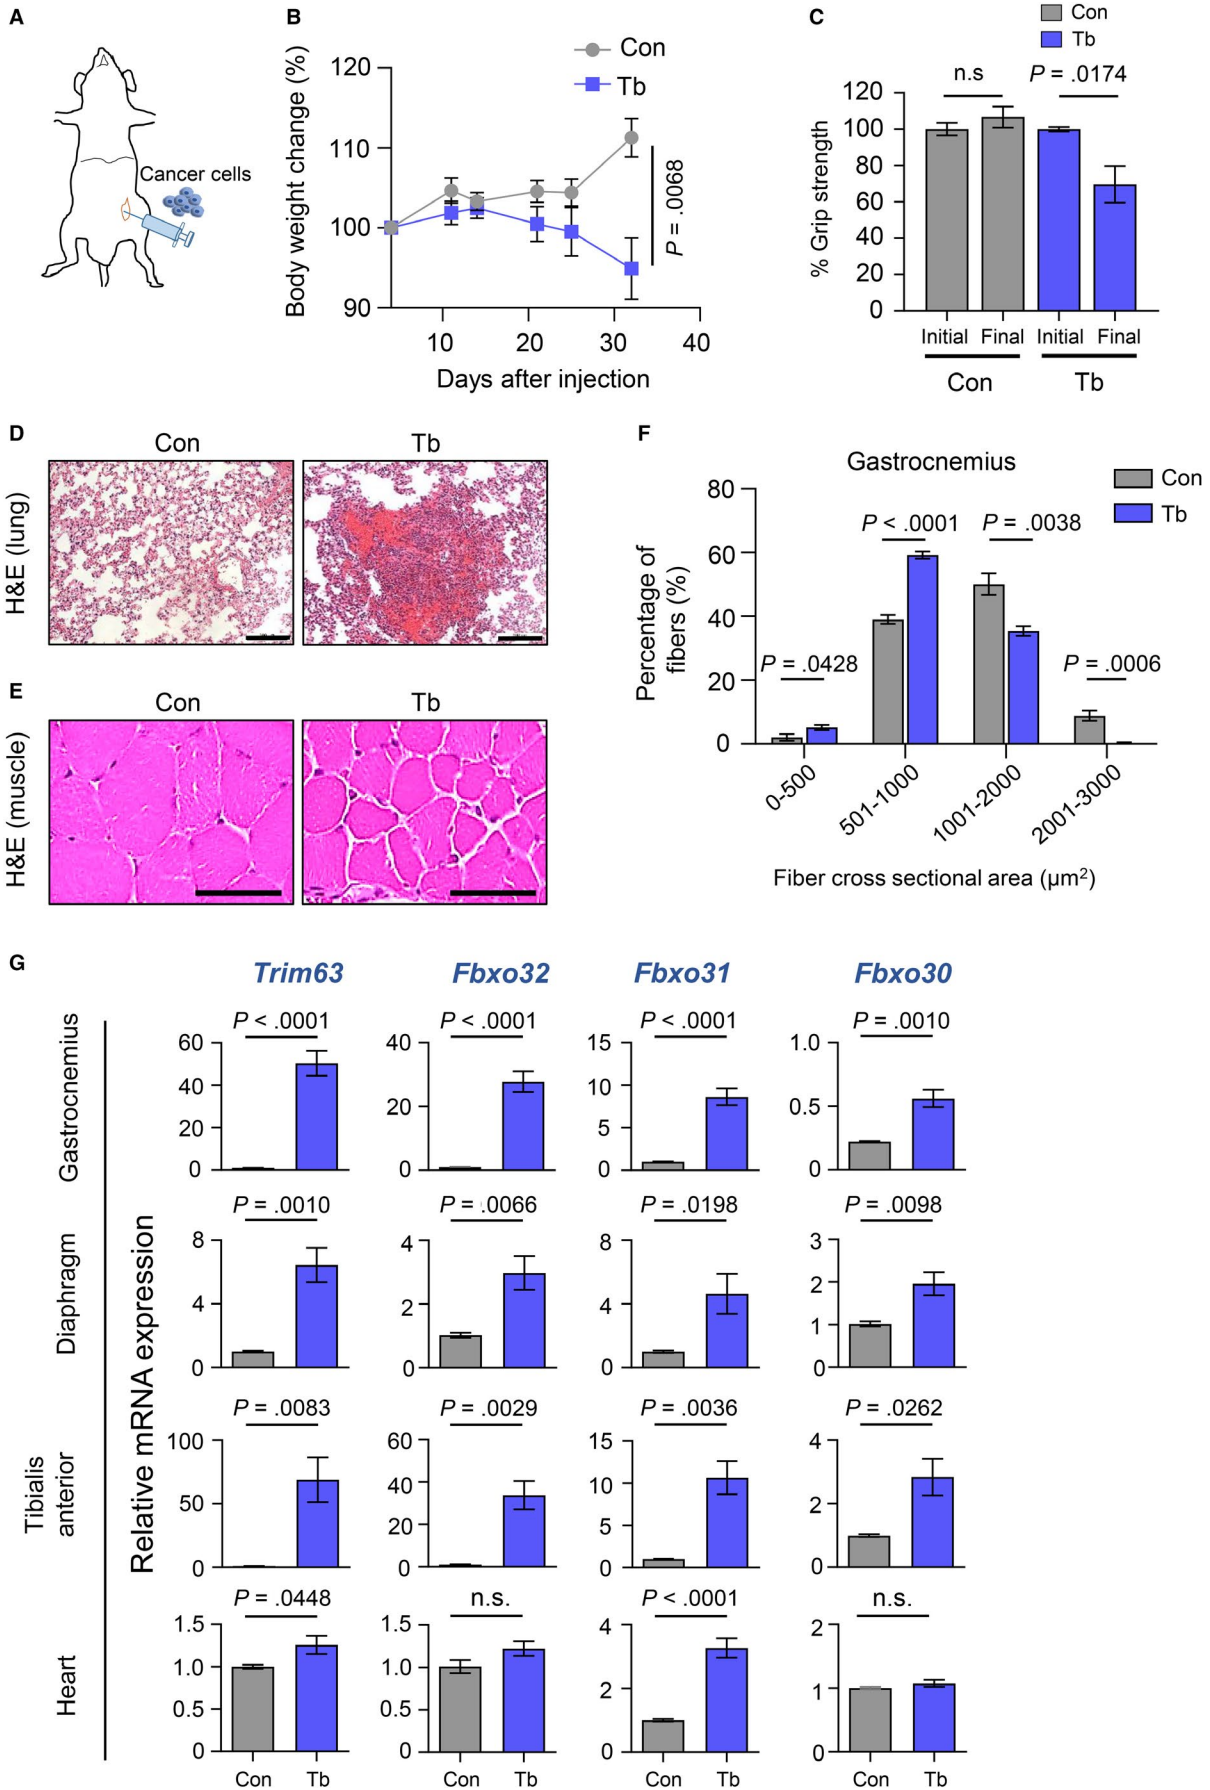 A
Cancer cells
B
Con
Tb
Body weight change (%)
120
110
100
90
P = .0068
10
20
30
40
Days after injection
C
Con
Tb
n.s
P = .0174
% Grip strength
120
100
80
60
40
20
0
Initial
Final
Initial
Final
Con
Tb
D
Con
Tb
H&E (lung)
E
Con
Tb
H&E (muscle)
F
Gastrocnemius
Con
Tb
Percentage of
fibers (%)
80
60
40
20
0
P = .0428
P < .0001
P = .0038
P = .0006
0-500
501-1000
1001-2000
2001-3000
Fiber cross sectional area (µm²)
G
Trim63
Fbxo32
Fbxo31
Fbxo30
Relative mRNA expression
Gastrocnemius
P < .0001
60
40
20
0
P < .0001
40
20
0
P < .0001
15
10
5
0
P = .0010
1.0
0.5
0
Diaphragm
P = .0010
8
4
0
P = .0066
4
2
0
P = .0198
8
4
0
P = .0098
3
2
1
0
Tibialis
anterior
P = .0083
100
50
0
P = .0029
60
40
20
0
P = .0036
15
10
5
0
P = .0262
4
2
0
Heart
P = .0448
1.5
1.0
0.5
0
Con
Tb
n.s.
1.5
1.0
0.5
0
Con
Tb
P < .0001
4
2
0
Con
Tb
n.s.
2
1
0
Con
Tb